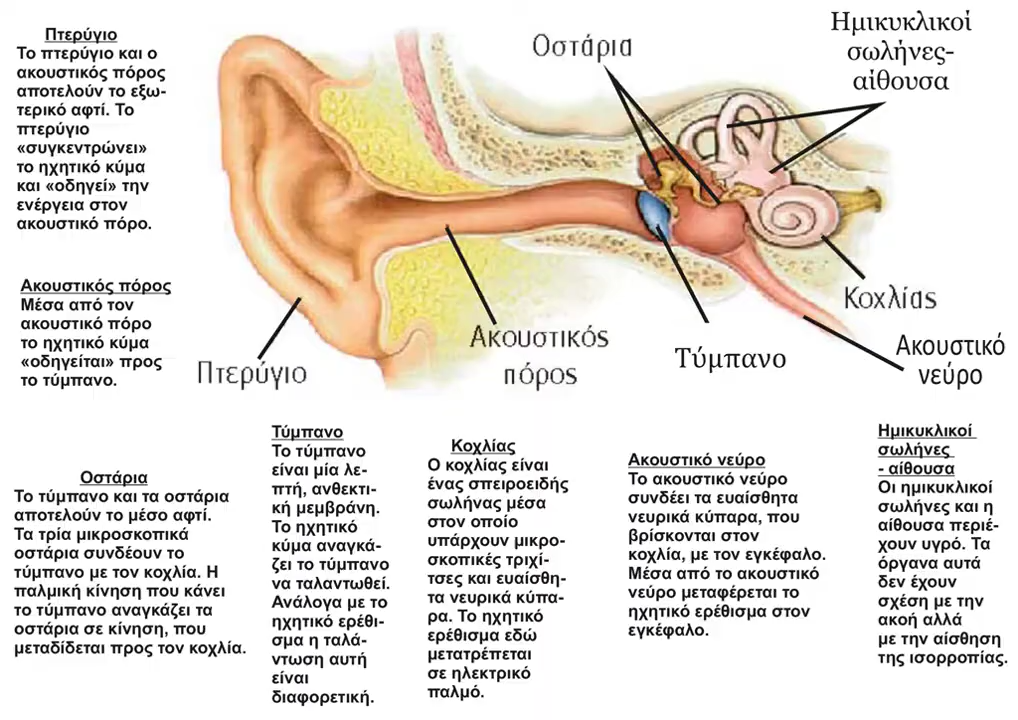 Πτερύγιο
Το πτερύγιο και ο
ακουστικός πόρος
αποτελούν το εξω-
τερικό αφτί. Το
πτερύγιο
«συγκεντρώνει»
το ηχητικό κύμα
και «οδηγεί» την
ενέργεια στον
ακουστικό πόρο.
Ακουστικός πόρος
Μέσα από τον
ακουστικό πόρο
το ηχητικό κύμα
«οδηγείται» προς
το τύμπανο.
Οστάρια
Ημικυκλικοί
σωλήνες-
αίθουσα
Κοχλίας
Ακουστικό
νεύρο
Τύμπανο
Ακουστικός
πόρος
Πτερύγιο
Οστάρια
Το τύμπανο και τα οστάρια
αποτελούν το μέσο αφτί.
Τα τρία μικροσκοπικά
οστάρια συνδέουν το
τύμπανο με τον κοχλία. Η
παλμική κίνηση που κάνει
το τύμπανο αναγκάζει τα
οστάρια σε κίνηση, που
μεταδίδεται προς τον κοχλία.
Τύμπανο
Το τύμπανο
είναι μία λε-
πτή, ανθεκτι-
κή μεμβράνη.
Το ηχητικό
κύμα αναγκά-
ζει το τύμπανο
να ταλαντωθεί.
Ανάλογα με το
ηχητικό ερέθι-
σμα η ταλά-
ντωση αυτή
είναι
διαφορετική.
Κοχλίας
Ο κοχλίας είναι
ένας σπειροειδής
σωλήνας μέσα
στον οποίο
υπάρχουν μικρο-
σκοπικές τριχί-
τσες και ευαίσθη-
τα νευρικά κύπα-
ρα. Το ηχητικό
ερέθισμα εδώ
μετατρέπεται
σε ηλεκτρικό
παλμό.
Ακουστικό νεύρο
Το ακουστικό νεύρο
συνδέει τα ευαίσθητα
νευρικά κύπαρα, που
βρίσκονται στον
κοχλία, με τον εγκέφαλο.
Μέσα από το ακουστικό
νεύρο μεταφέρεται το
ηχητικό ερέθισμα στον
εγκέφαλο.
Ημικυκλικοί
σωλήνες
- αίθουσα
Οι ημικυκλικοί
σωλήνες και η
αίθουσα περιέ-
χουν υγρό. Τα
όργανα αυτά
δεν έχουν
σχέση με την
ακοή αλλά
με την αίσθηση
της ισορροπίας.